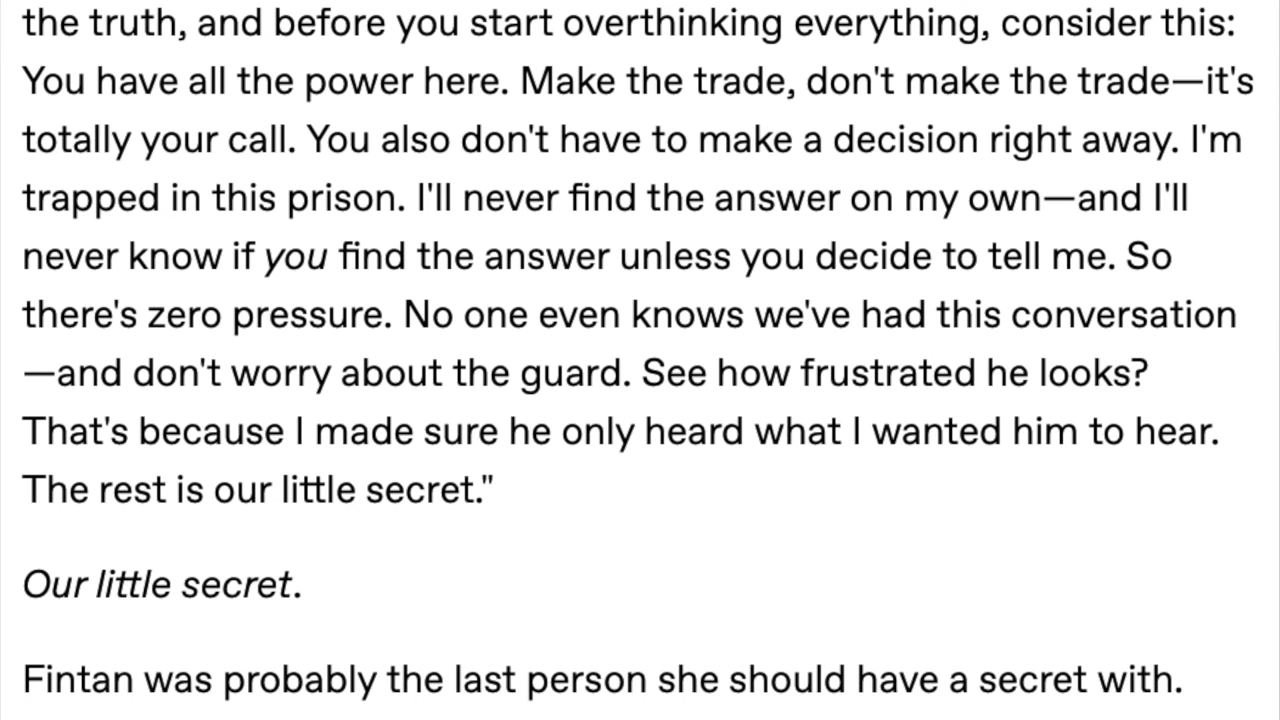 the truth, and before you start overthinking everything, consider this:
You have all the power here. Make the trade, don't make the trade—it's
totally your call. You also don't have to make a decision right away. I'm
trapped in this prison. I'll never find the answer on my own—and I'll
never know if you find the answer unless you decide to tell me. So
there's zero pressure. No one even knows we've had this conversation
—and don't worry about the guard. See how frustrated he looks?
That's because I made sure he only heard what I wanted him to hear.
The rest is our little secret."
Our little secret.
Fintan was probably the last person she should have a secret with.